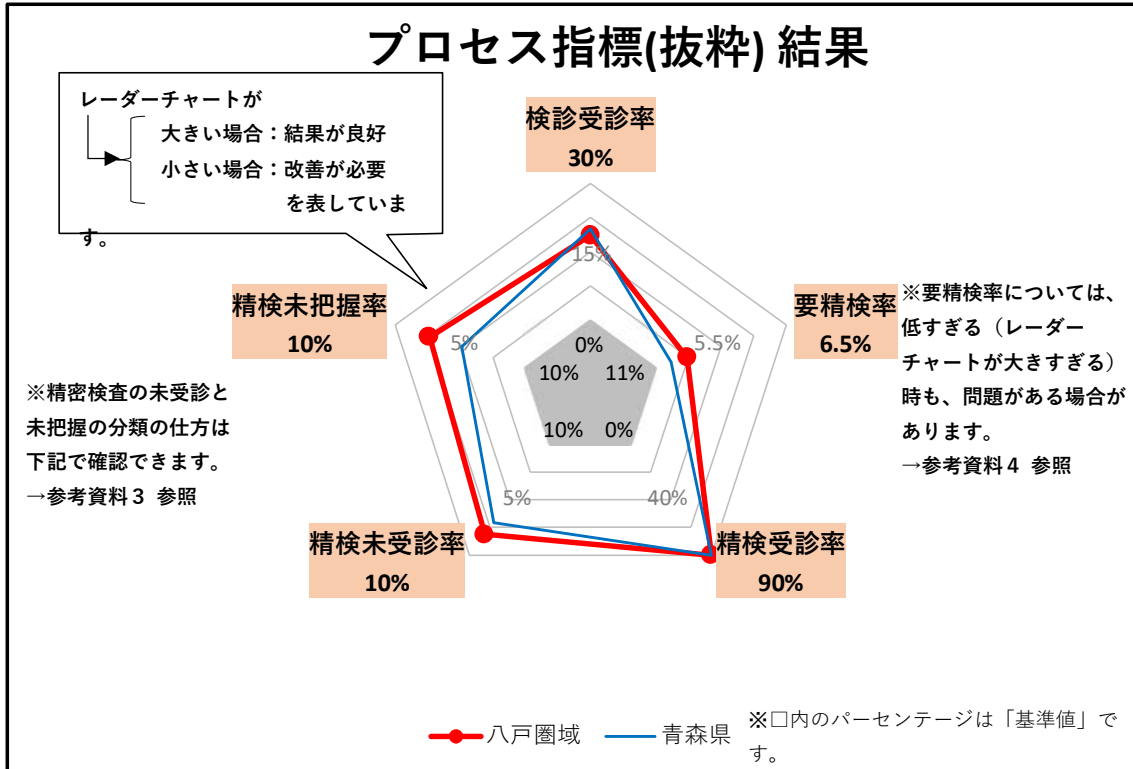 プロセス指標(抜粋) 結果
レーダーチャートが
大きい場合：結果が良好
小さい場合：改善が必要
を表していま
す。
検診受診率
30%
15%
精検未把握率
10%
5%
要精検率
6.5%
5.5%
※要精検率については、
低すぎる（レーダー
チャートが大きすぎる）
時も、問題がある場合が
あります。
→参考資料４ 参照
0%
10%
11%
10%
0%
※精密検査の未受診と
未把握の分類の仕方は
下記で確認できます。
→参考資料３ 参照
5%
40%
精検未受診率
10%
精検受診率
90%
八戸圏域
青森県
※□内のパーセンテージは「基準値」で
す。